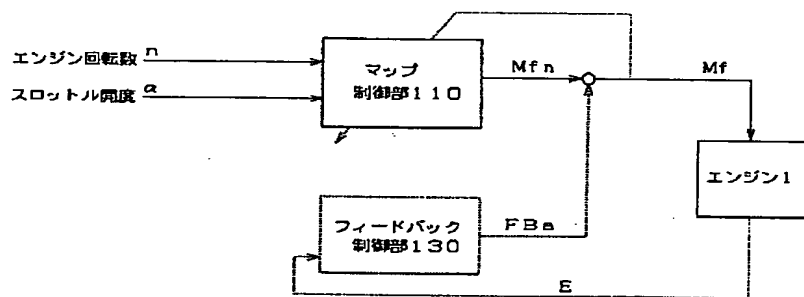 エンジン回転数 n
スロットル開度 α
マップ
制御部110
Mfn
Mf
エンジン1
フィードバック
制御部130
FBa
E